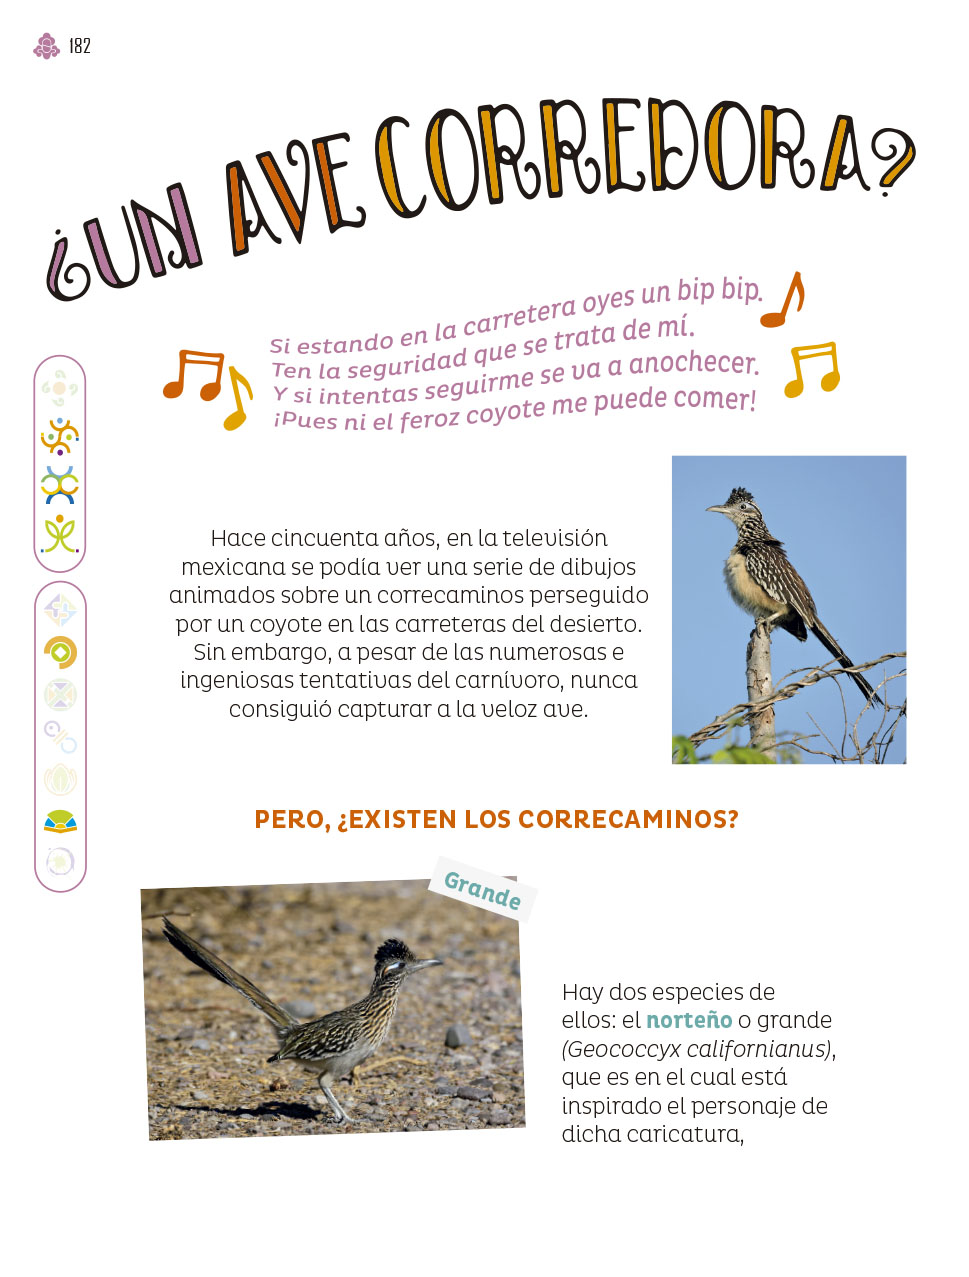 182
¿UN AVE CORREDORA?
Si estando en la carretera oyes un bip bip.
Ten la seguridad que se trata de mí.
Y si intentas seguirme se va a anochecer.
¡Pues ni el feroz coyote me puede comer!
Hace cincuenta años, en la televisión
mexicana se podía ver una serie de dibujos
animados sobre un correcaminos perseguido
por un coyote en las carreteras del desierto.
Sin embargo, a pesar de las numerosas e
ingeniosas tentativas del carnívoro, nunca
consiguió capturar a la veloz ave.
PERO, ¿EXISTEN LOS CORRECAMINOS?
Grande
Hay dos especies de
ellos: el norteño o grande
(Geococcyx californianus),
que es en el cual está
inspirado el personaje de
dicha caricatura,